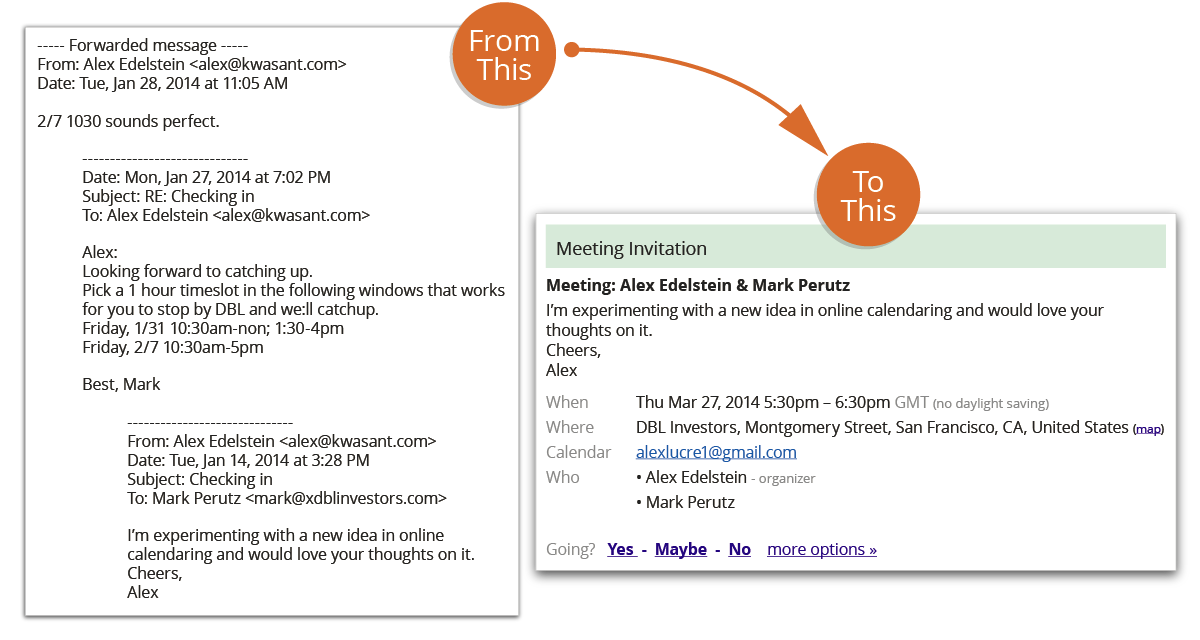 From
This
----- Forwarded message -----
From: Alex Edelstein <alex@kwasant.com>
Date: Tue, Jan 28, 2014 at 11:05 AM
2/7 1030 sounds perfect.
------------------------------
Date: Mon, Jan 27, 2014 at 7:02 PM
Subject: RE: Checking in
To: Alex Edelstein <alex@kwasant.com>
Alex:
Looking forward to catching up.
Pick a 1 hour timeslot in the following windows that works
for you to stop by DBL and we:ll catchup.
Friday, 1/31 10:30am-non; 1:30-4pm
Friday, 2/7 10:30am-5pm
Best, Mark
------------------------------
From: Alex Edelstein <alex@kwasant.com>
Date: Tue, Jan 14, 2014 at 3:28 PM
Subject: Checking in
To: Mark Perutz <mark@xdblinvestors.com>
I'm experimenting with a new idea in online
calendaring and would love your thoughts on it.
Cheers,
Alex
To
This
Meeting Invitation
Meeting: Alex Edelstein & Mark Perutz
I'm experimenting with a new idea in online calendaring and would love your
thoughts on it.
Cheers,
Alex
When Thu Mar 27, 2014 5:30pm – 6:30pm GMT (no daylight saving)
Where DBL Investors, Montgomery Street, San Francisco, CA, United States (map)
Calendar alexlucre1@gmail.com
Who • Alex Edelstein - organizer
• Mark Perutz
Going? Yes - Maybe - No more options »